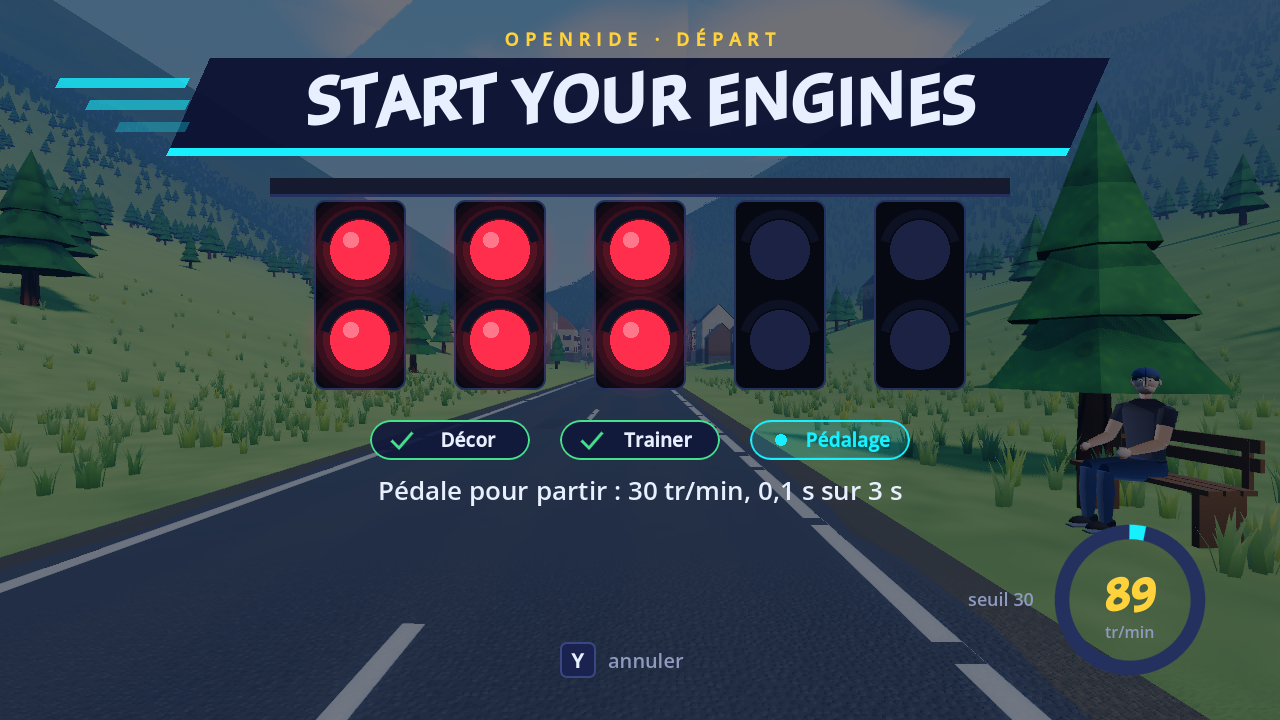 OPENRIDE · DÉPART
START YOUR ENGINES
Décor
Trainer
Pédalage
Pédale pour partir : 30 tr/min, 0,1 s sur 3 s
seuil 30
89
tr/min
Y annuler